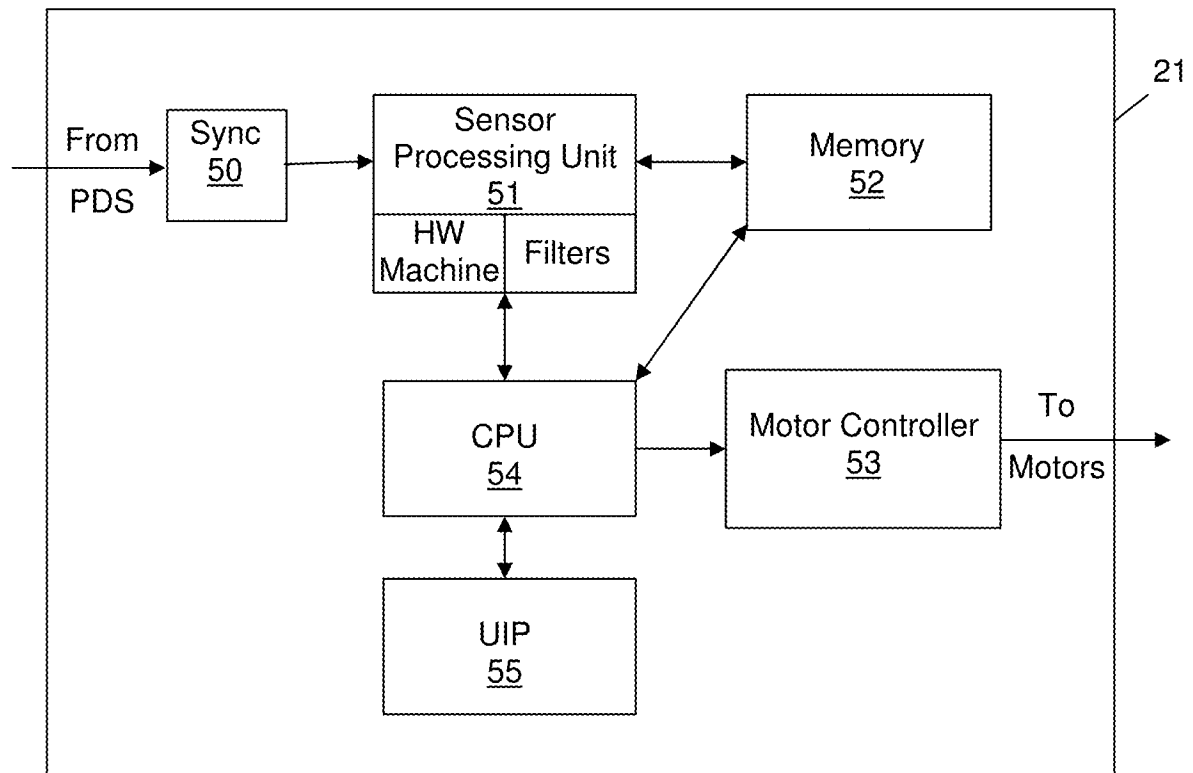 21
From
PDS
Sync
50
Sensor
Processing Unit
51
HW
Machine
Filters
Memory
52
CPU
54
Motor Controller
53
To
Motors
UIP
55